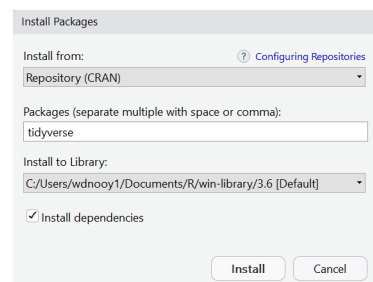 Install Packages
Install from:
? Configuring Repositories
Repository (CRAN)
Packages (separate multiple with space or comma):
tidyverse
Install to Library:
C:/Users/wdnooy1/Documents/R/win-library/3.6 [Default]
Install dependencies
Install
Cancel